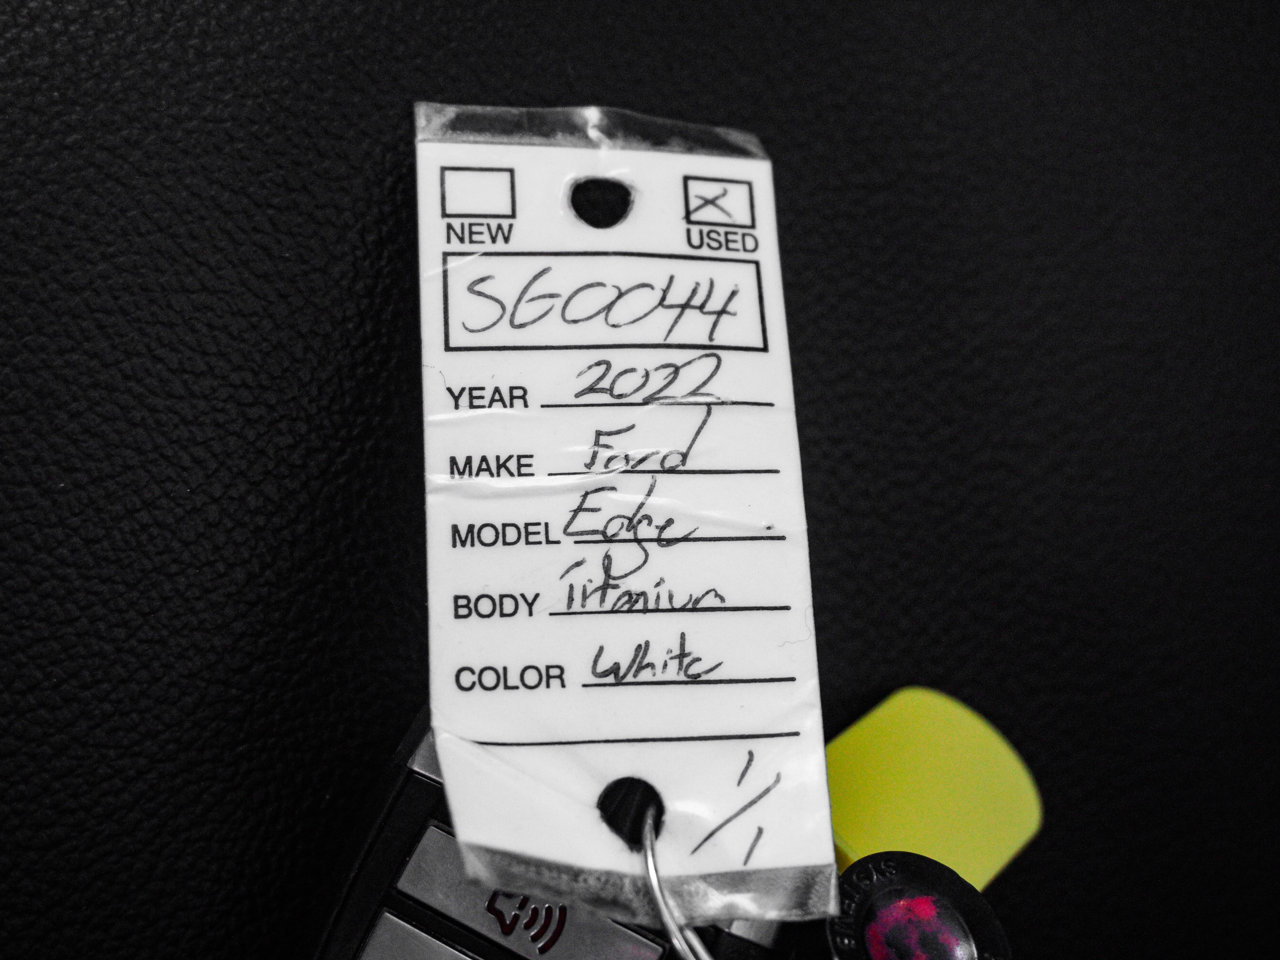 NEW USED
SG0044
YEAR 2022
MAKE Ford
MODEL Edge
BODY Titanium
COLOR White
1/1